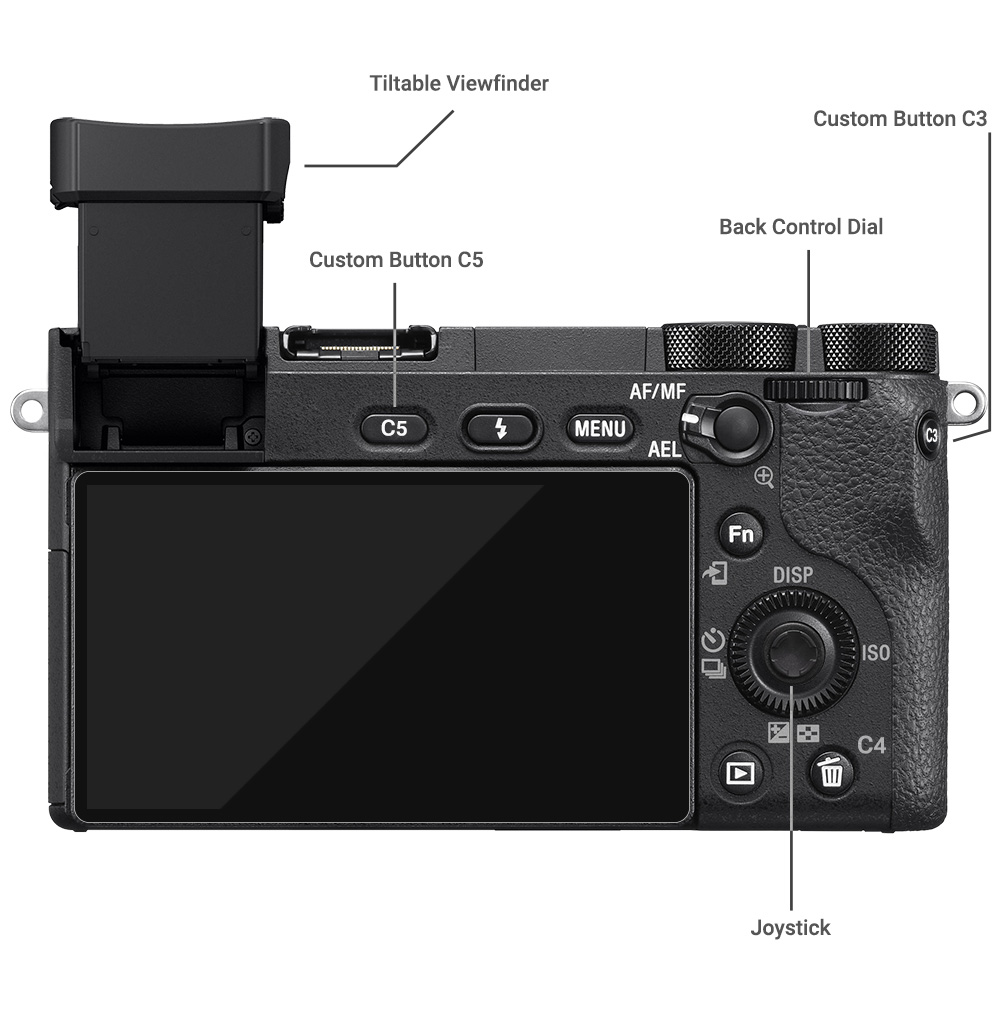 Tiltable Viewfinder
Custom Button C3
Back Control Dial
Custom Button C5
AF/MF
C5
MENU
C3
AEL
Fn
DISP
ISO
C4
Joystick